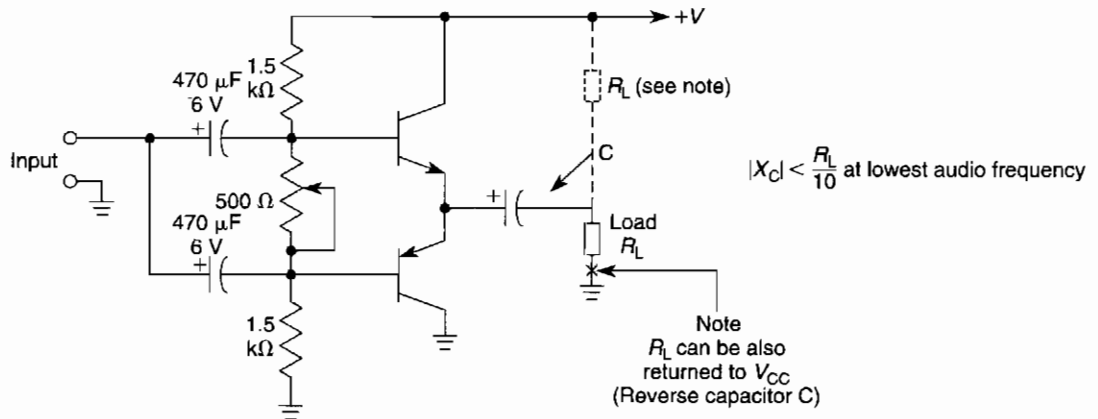 +V
1.5
kΩ
470 μF
6 V
+
R_L (see note)
Input
C
|X_C| < R_L/10 at lowest audio frequency
500 Ω
+
470 μF
6 V
+
Load
R_L
1.5
kΩ
Note
R_L can be also
returned to V_CC
(Reverse capacitor C)